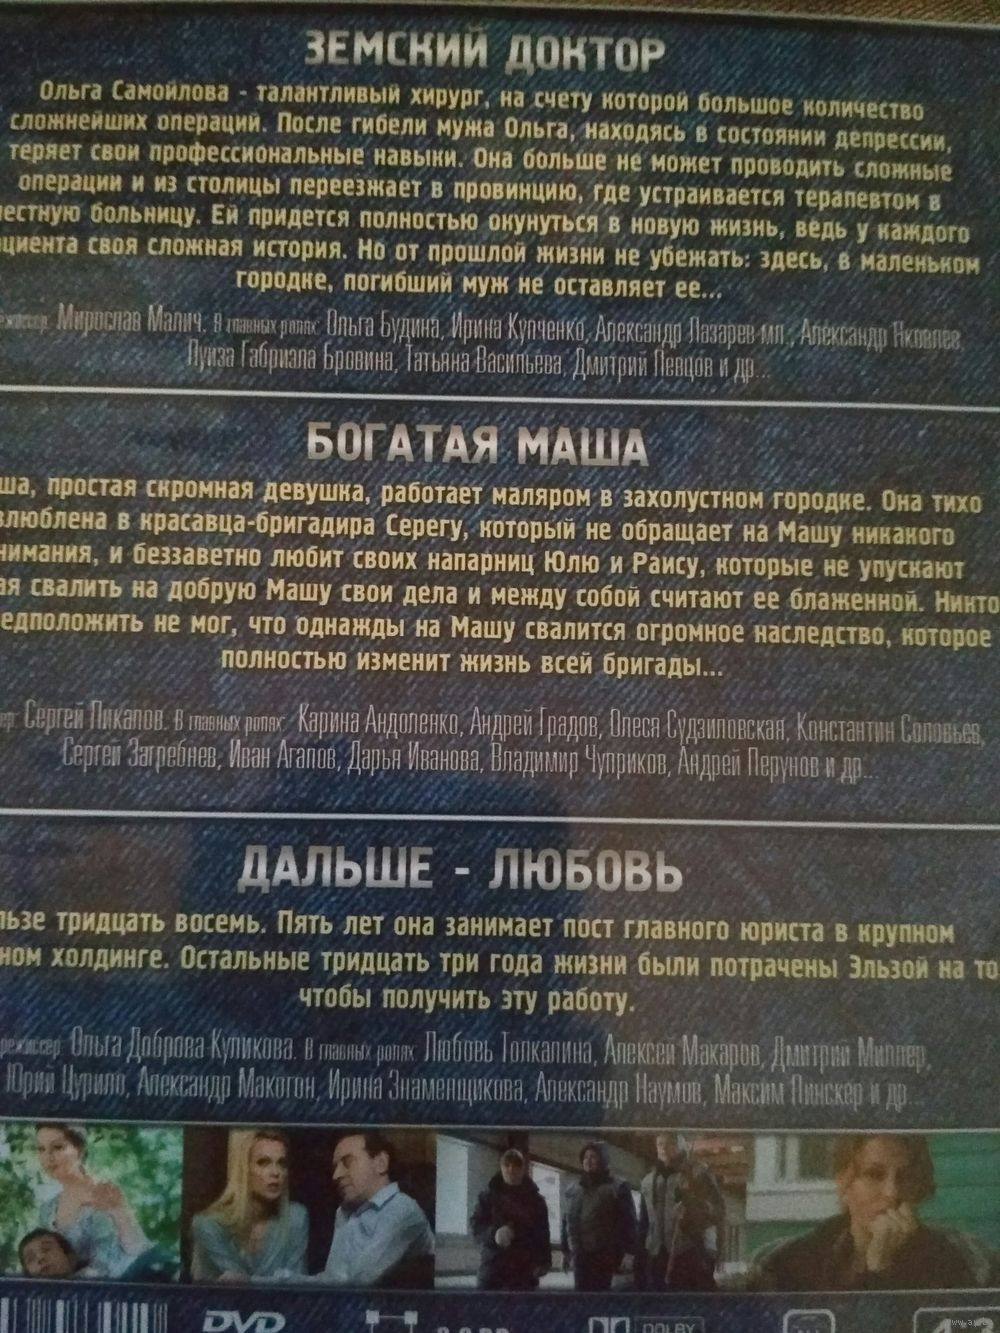 ЗЕМСКИЙ ДОКТОР
Ольга Самойлова - талантливый хирург, на счету которой большое количество
сложнейших операций. После гибели мужа Ольга, находясь в состоянии депрессии,
теряет свои профессиональные навыки. Она больше не может проводить сложные
операции и из столицы переезжает в провинцию, где устраивается терапевтом в
местную больницу. Ей придется полностью окунуться в новую жизнь, ведь у каждого
циента своя сложная история. Но от прошлой жизни не убежать: здесь, в маленьком
городке, погибший муж не оставляет ее...
жиссер: Мирослав Малич. В главных ролях: Ольга Будина, Ирина Купченко, Александр Лазарев мл., Александр Яковлев,
Луиза Габриэла Бровина, Татьяна Васильева, Дмитрий Певцов и др...
БОГАТАЯ МАША
ша, простая скромная девушка, работает маляром в захолустном городке. Она тихо
влюблена в красавца-бригадира Серегу, который не обращает на Машу никакого
нимания, и беззаветно любит своих напарниц Юлю и Раису, которые не упускают
ая свалить на добрую Машу свои дела и между собой считают ее блаженной. Никто
едположить не мог, что однажды на Машу свалится огромное наследство, которое
полностью изменит жизнь всей бригады...
ер: Сергей Пикалов. В главных ролях: Карина Андоленко, Андрей Градов, Олеся Судзиловская, Константин Соловьев,
Сергей Загребнев, Иван Агапов, Дарья Иванова, Владимир Чуприков, Андрей Перунов и др...
ДАЛЬШЕ - ЛЮБОВЬ
льзе тридцать восемь. Пять лет она занимает пост главного юриста в крупном
ном холдинге. Остальные тридцать три года жизни были потрачены Эльзой на то
чтобы получить эту работу.
режиссер: Ольга Доброва-Куликова. В главных ролях: Любовь Толкалина, Алексей Макаров, Дмитрий Миллер,
Юрий Цурило, Александр Макогон, Ирина Знаменщикова, Александр Наумов, Максим Пинскер и др...
DVD
DOLBY